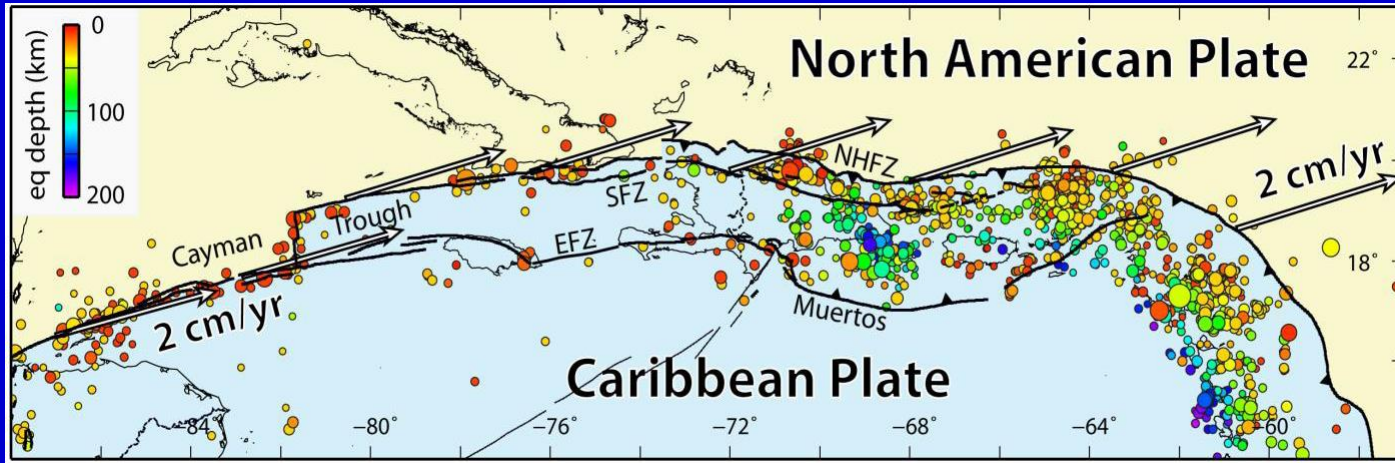 eq depth (km)
0
100
200
North American Plate
22°
NHFZ
2 cm/yr
SFZ
Cayman
Trough
EFZ
18°
2 cm/yr
Muertos
Caribbean Plate
−84°
−80°
−76°
−72°
−68°
−64°
−60°